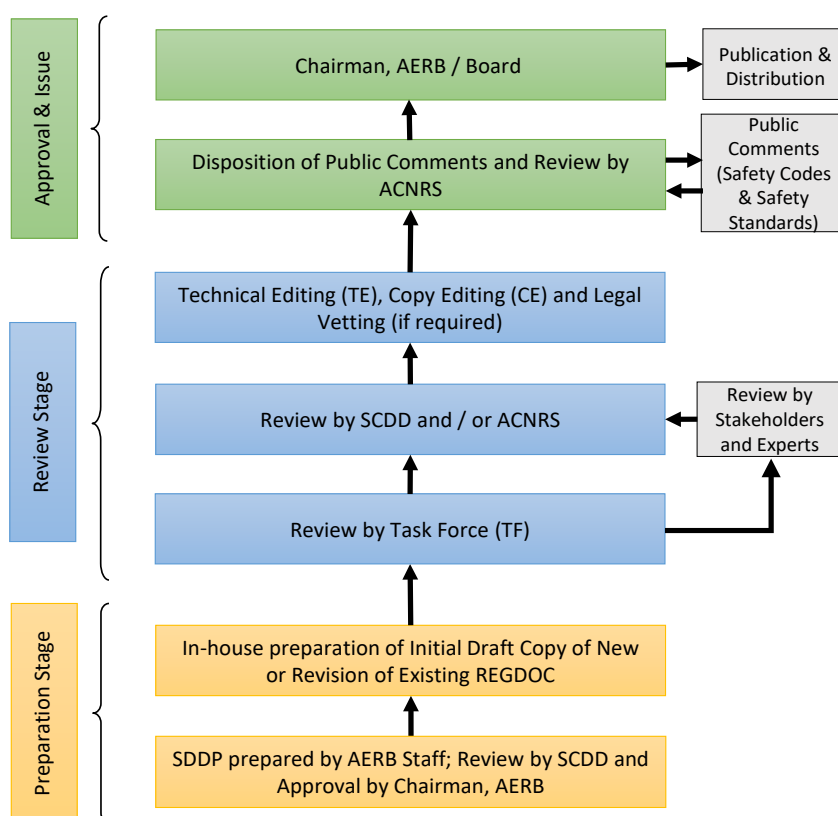 Approval & Issue
Chairman, AERB / Board
Publication &
Distribution
Disposition of Public Comments and Review by
ACNRS
Public
Comments
(Safety Codes
& Safety
Standards)
Review Stage
Technical Editing (TE), Copy Editing (CE) and Legal
Vetting (if required)
Review by SCDD and / or ACNRS
Review by
Stakeholders
and Experts
Review by Task Force (TF)
Preparation Stage
In-house preparation of Initial Draft Copy of New
or Revision of Existing REGDOC
SDDP prepared by AERB Staff; Review by SCDD and
Approval by Chairman, AERB